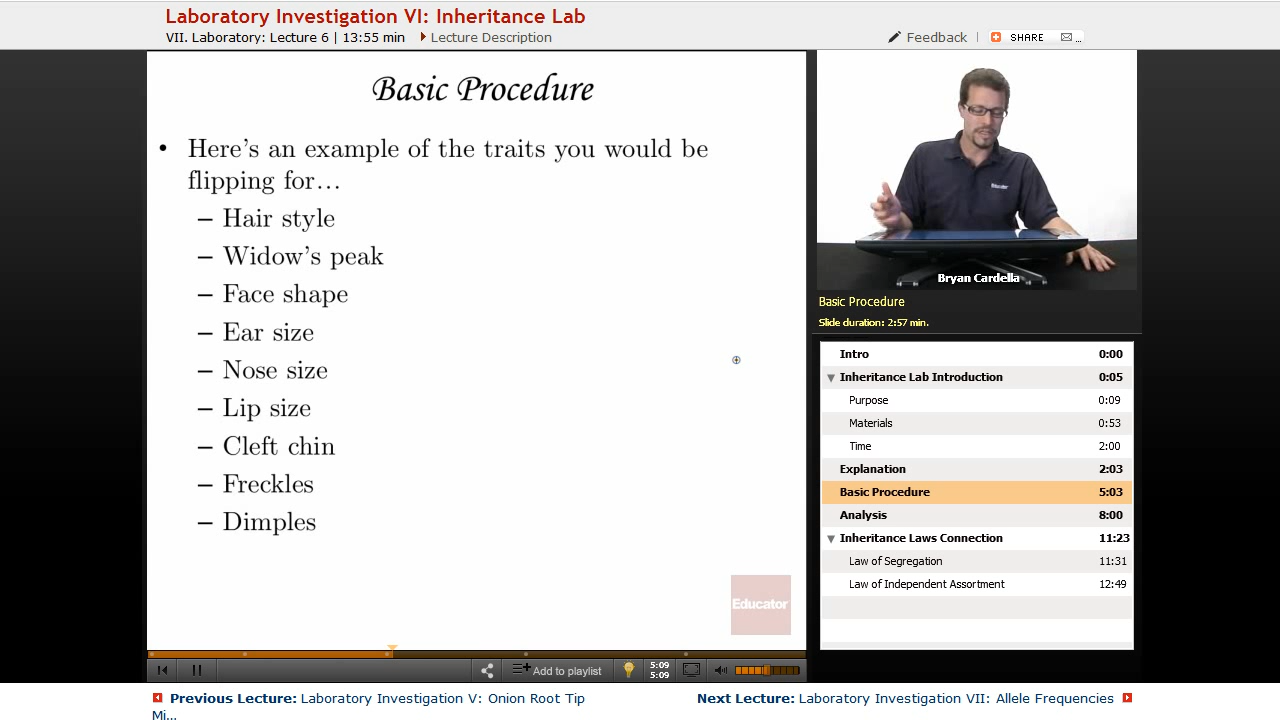 Laboratory Investigation VI: Inheritance Lab
VII. Laboratory: Lecture 6 | 13:55 min
Lecture Description
Feedback
SHARE
...
Basic Procedure
• Here's an example of the traits you would be
flipping for...
– Hair style
– Widow's peak
– Face shape
– Ear size
– Nose size
– Lip size
– Cleft chin
– Freckles
– Dimples
Educator
Educator
Bryan Cardella
Basic Procedure
Slide duration: 2:57 min.
Intro 0:00
Inheritance Lab Introduction 0:05
Purpose 0:09
Materials 0:53
Time 2:00
Explanation 2:03
Basic Procedure 5:03
Analysis 8:00
Inheritance Laws Connection 11:23
Law of Segregation 11:31
Law of Independent Assortment 12:49
Add to playlist
5:09
5:09
Previous Lecture: Laboratory Investigation V: Onion Root Tip
Mi...
Next Lecture: Laboratory Investigation VII: Allele Frequencies